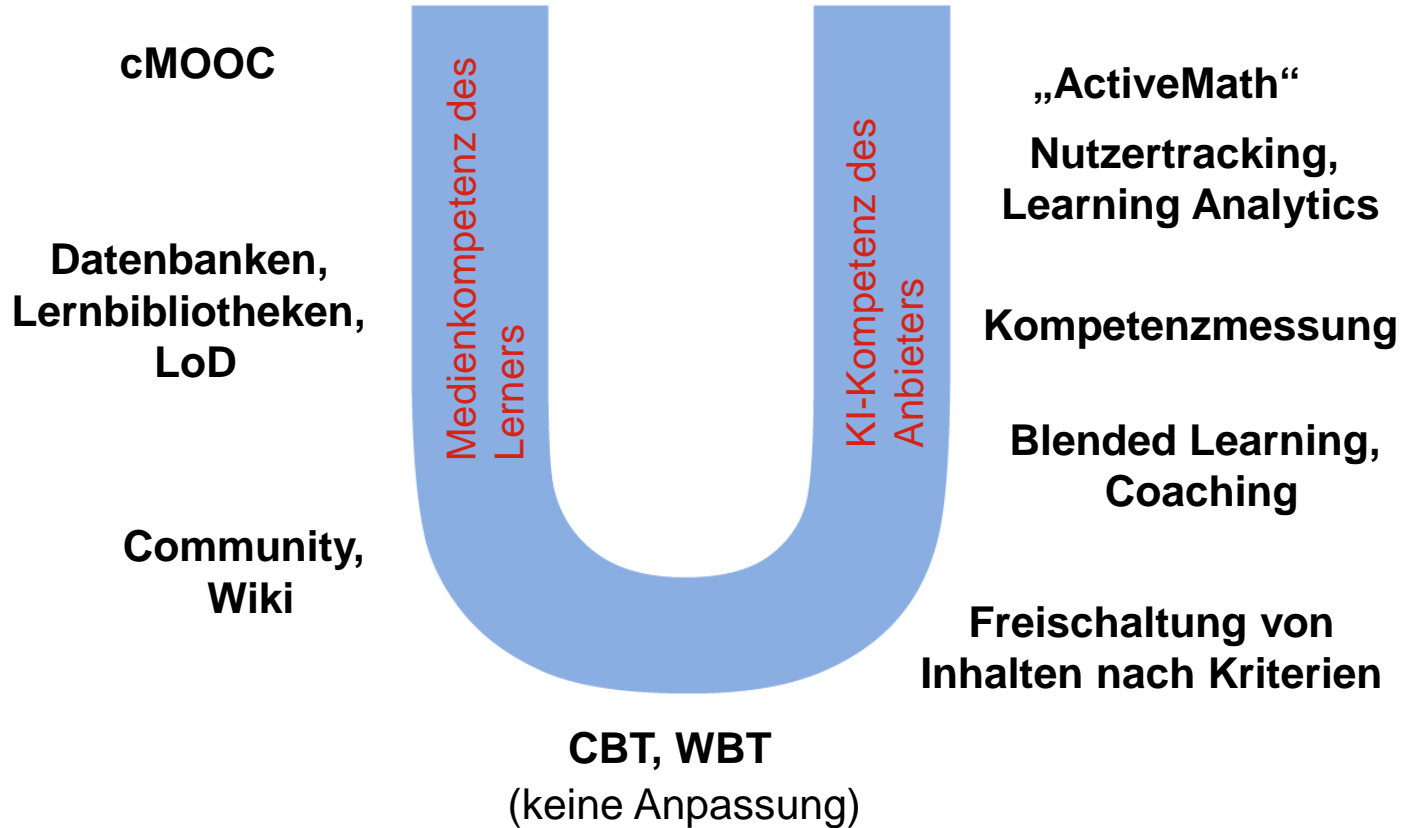 cMOOC
Datenbanken,
Lernbibliotheken,
LoD
Community,
Wiki
Medienkompetenz des
Lerners
KI-Kompetenz des
Anbieters
„ActiveMath“
Nutzertracking,
Learning Analytics
Kompetenzmessung
Blended Learning,
Coaching
Freischaltung von
Inhalten nach Kriterien
CBT, WBT
(keine Anpassung)